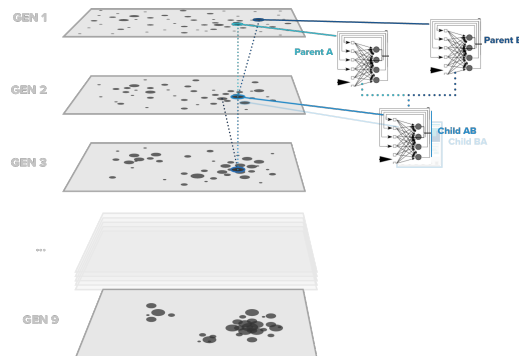 GEN 1
Parent B
Parent A
GEN 2
Child AB
Child BA
GEN 3
...
GEN 9